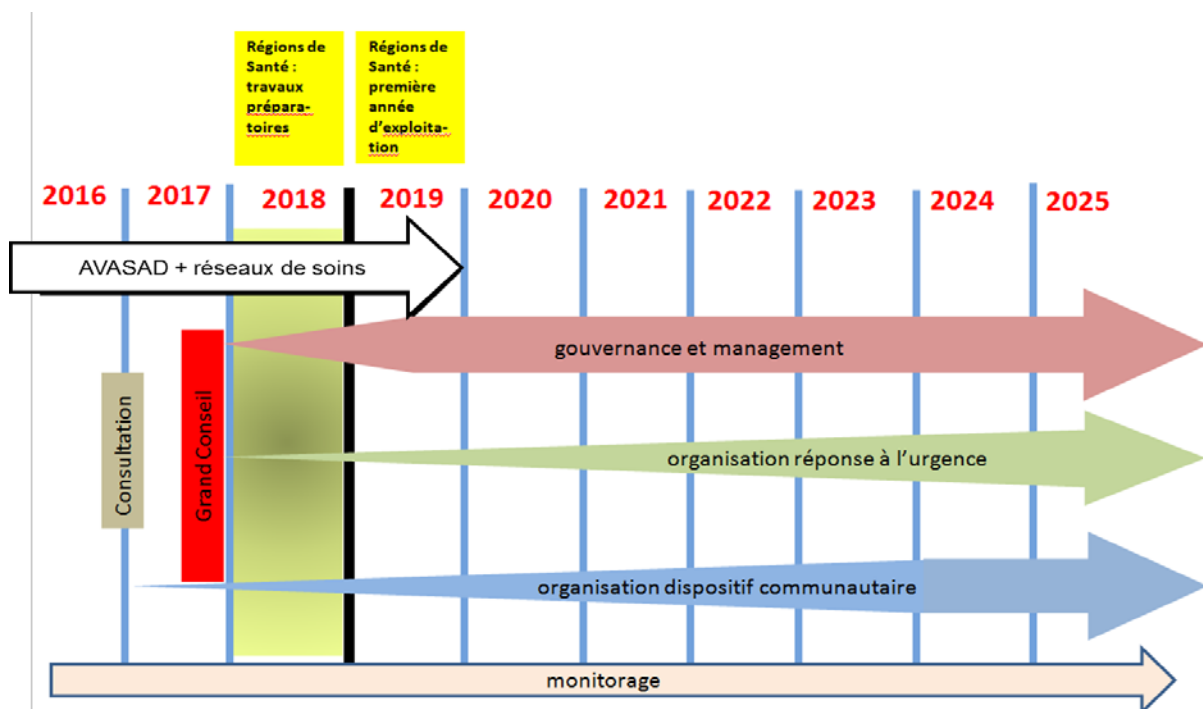 Régions de
Santé :
travaux
prépara-
toires
Régions de
Santé :
première
année
d'exploita-
tion
2016 2017 2018 2019 2020 2021 2022 2023 2024 2025
AVASAD + réseaux de soins
gouvernance et management
Consultation
Grand Conseil
organisation réponse à l'urgence
organisation dispositif communautaire
monitorage